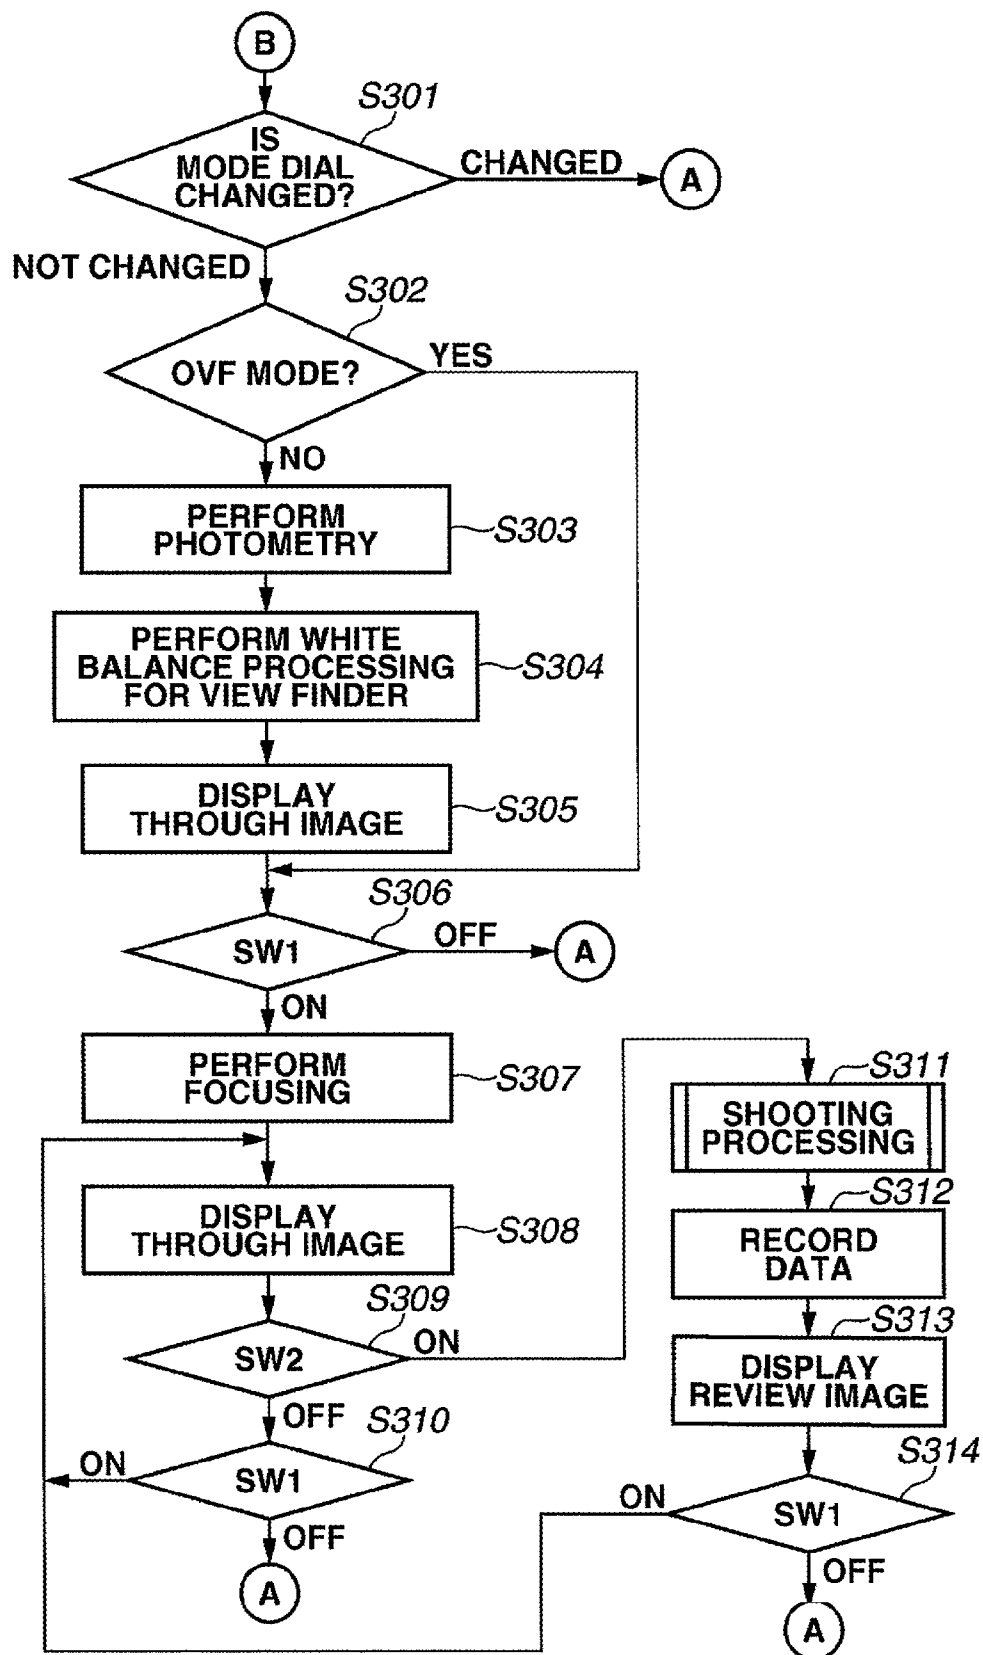 B
S301
IS
MODE DIAL
CHANGED?
CHANGED
A
NOT CHANGED
S302
OVF MODE?
YES
NO
PERFORM
PHOTOMETRY
S303
PERFORM WHITE
BALANCE PROCESSING
FOR VIEW FINDER
S304
DISPLAY
THROUGH IMAGE
S305
S306
SW1
OFF
A
ON
PERFORM
FOCUSING
S307
DISPLAY
THROUGH IMAGE
S308
S309
SW2
ON
OFF
S310
SW1
ON
OFF
A
S311
SHOOTING
PROCESSING
S312
RECORD
DATA
S313
DISPLAY
REVIEW IMAGE
S314
SW1
ON
OFF
A